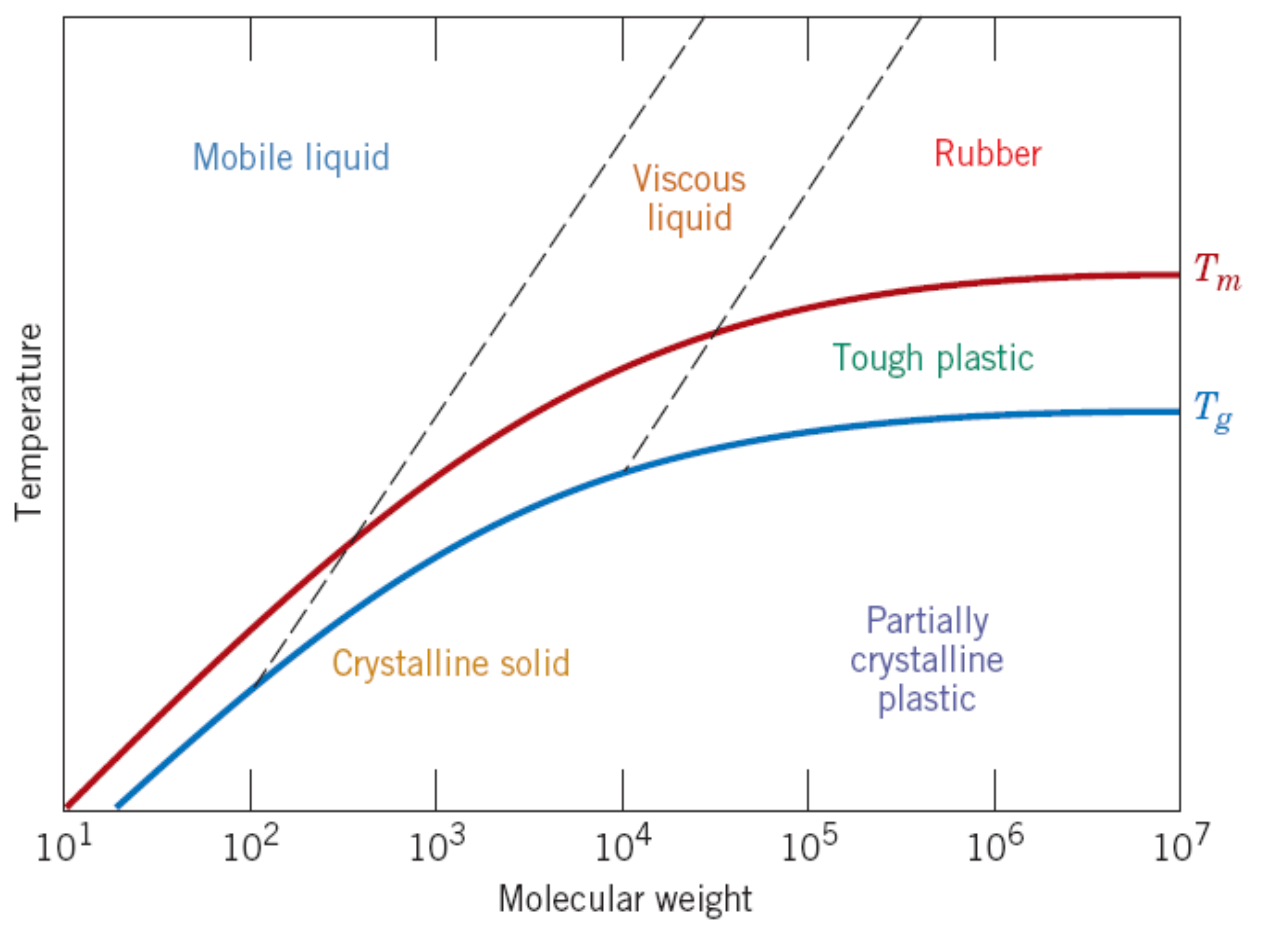 Mobile liquid
Viscous
liquid
Rubber
Tₘ
Tough plastic
T_g
Temperature
Crystalline solid
Partially
crystalline
plastic
10¹ 10² 10³ 10⁴ 10⁵ 10⁶ 10⁷
Molecular weight